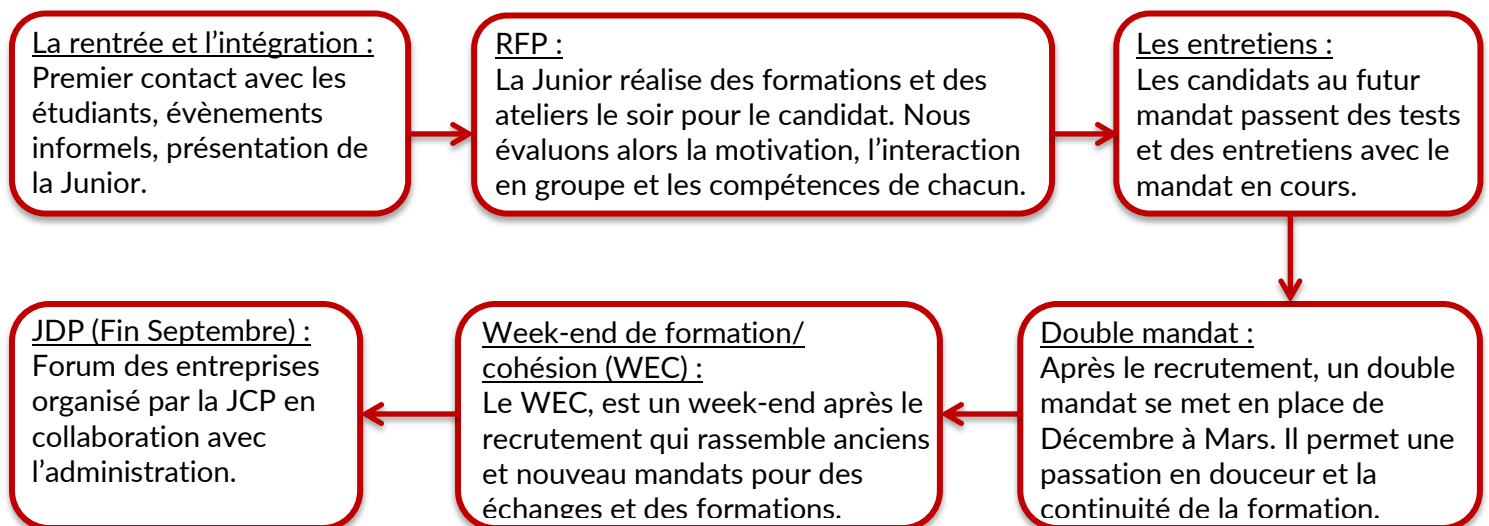 La rentrée et l’intégration :
Premier contact avec les
étudiants, évènements
informels, présentation de
la Junior.
RFP :
La Junior réalise des formations et des
ateliers le soir pour le candidat. Nous
évaluons alors la motivation, l’interaction
en groupe et les compétences de chacun.
Les entretiens :
Les candidats au futur
mandat passent des tests
et des entretiens avec le
mandat en cours.
Double mandat :
Après le recrutement, un double
mandat se met en place de
Décembre à Mars. Il permet une
passation en douceur et la
continuité de la formation.
Week-end de formation/
cohésion (WEC) :
Le WEC, est un week-end après le
recrutement qui rassemble anciens
et nouveau mandats pour des
échanges et des formations.
JDP (Fin Septembre) :
Forum des entreprises
organisé par la JCP en
collaboration avec
l’administration.